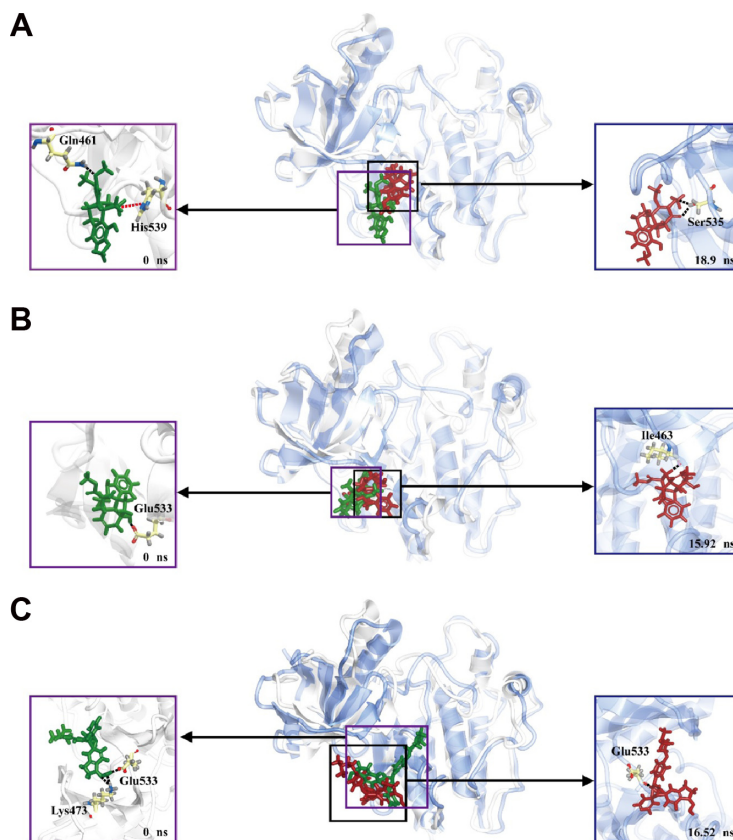 A
Gln461
His539
0 ns
Ser535
18.9 ns
B
Glu533
0 ns
Ile463
15.92 ns
C
Glu533
Lys473
0 ns
Glu533
16.52 ns